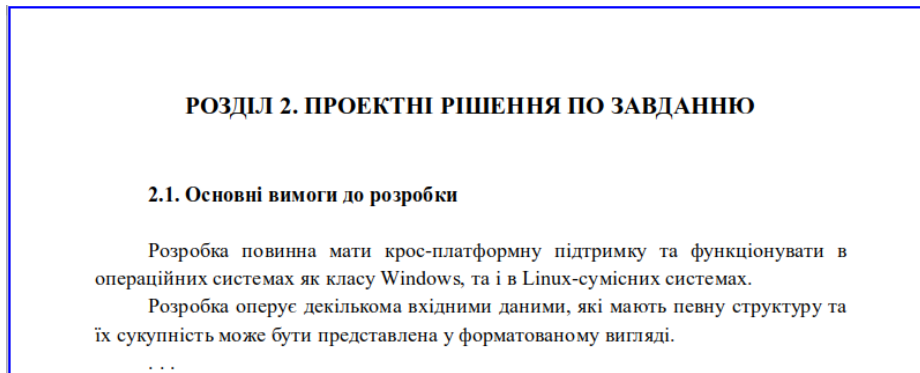 РОЗДІЛ 2. ПРОЕКТНІ РІШЕННЯ ПО ЗАВДАННЮ
2.1. Основні вимоги до розробки
Розробка повинна мати крос-платформну підтримку та функціонувати в
операційних системах як класу Windows, та і в Linux-сумісних системах.
Розробка оперує декількома вхідними даними, які мають певну структуру та
їх сукупність може бути представлена у форматованому вигляді.
. . .